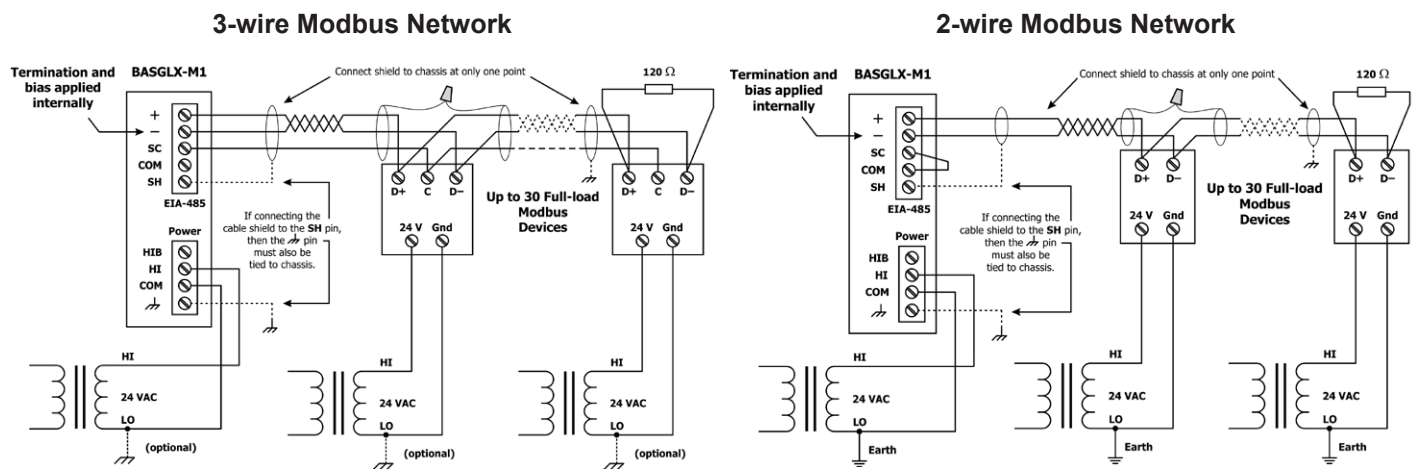 3-wire Modbus Network
Termination and
bias applied
internally
BASGLX-M1
Connect shield to chassis at only one point
120 Ω
+
−
SC
COM
SH
EIA-485
D+ C D−
D+ C D−
Up to 30 Full-load
Modbus
Devices
If connecting the
cable shield to the SH pin,
then the pin
must also be
tied to chassis.
Power
HIB
HI
COM
24 V Gnd
24 V Gnd
HI
24 VAC
LO
(optional)
HI
24 VAC
LO
(optional)
HI
24 VAC
LO
(optional)
2-wire Modbus Network
Termination and
bias applied
internally
BASGLX-M1
Connect shield to chassis at only one point
120 Ω
+
−
SC
COM
SH
EIA-485
D+ D−
D+ D−
Up to 30 Full-load
Modbus
Devices
If connecting the
cable shield to the SH pin,
then the pin
must also be
tied to chassis.
Power
HIB
HI
COM
24 V Gnd
24 V Gnd
HI
24 VAC
LO
Earth
HI
24 VAC
LO
Earth
HI
24 VAC
LO
Earth